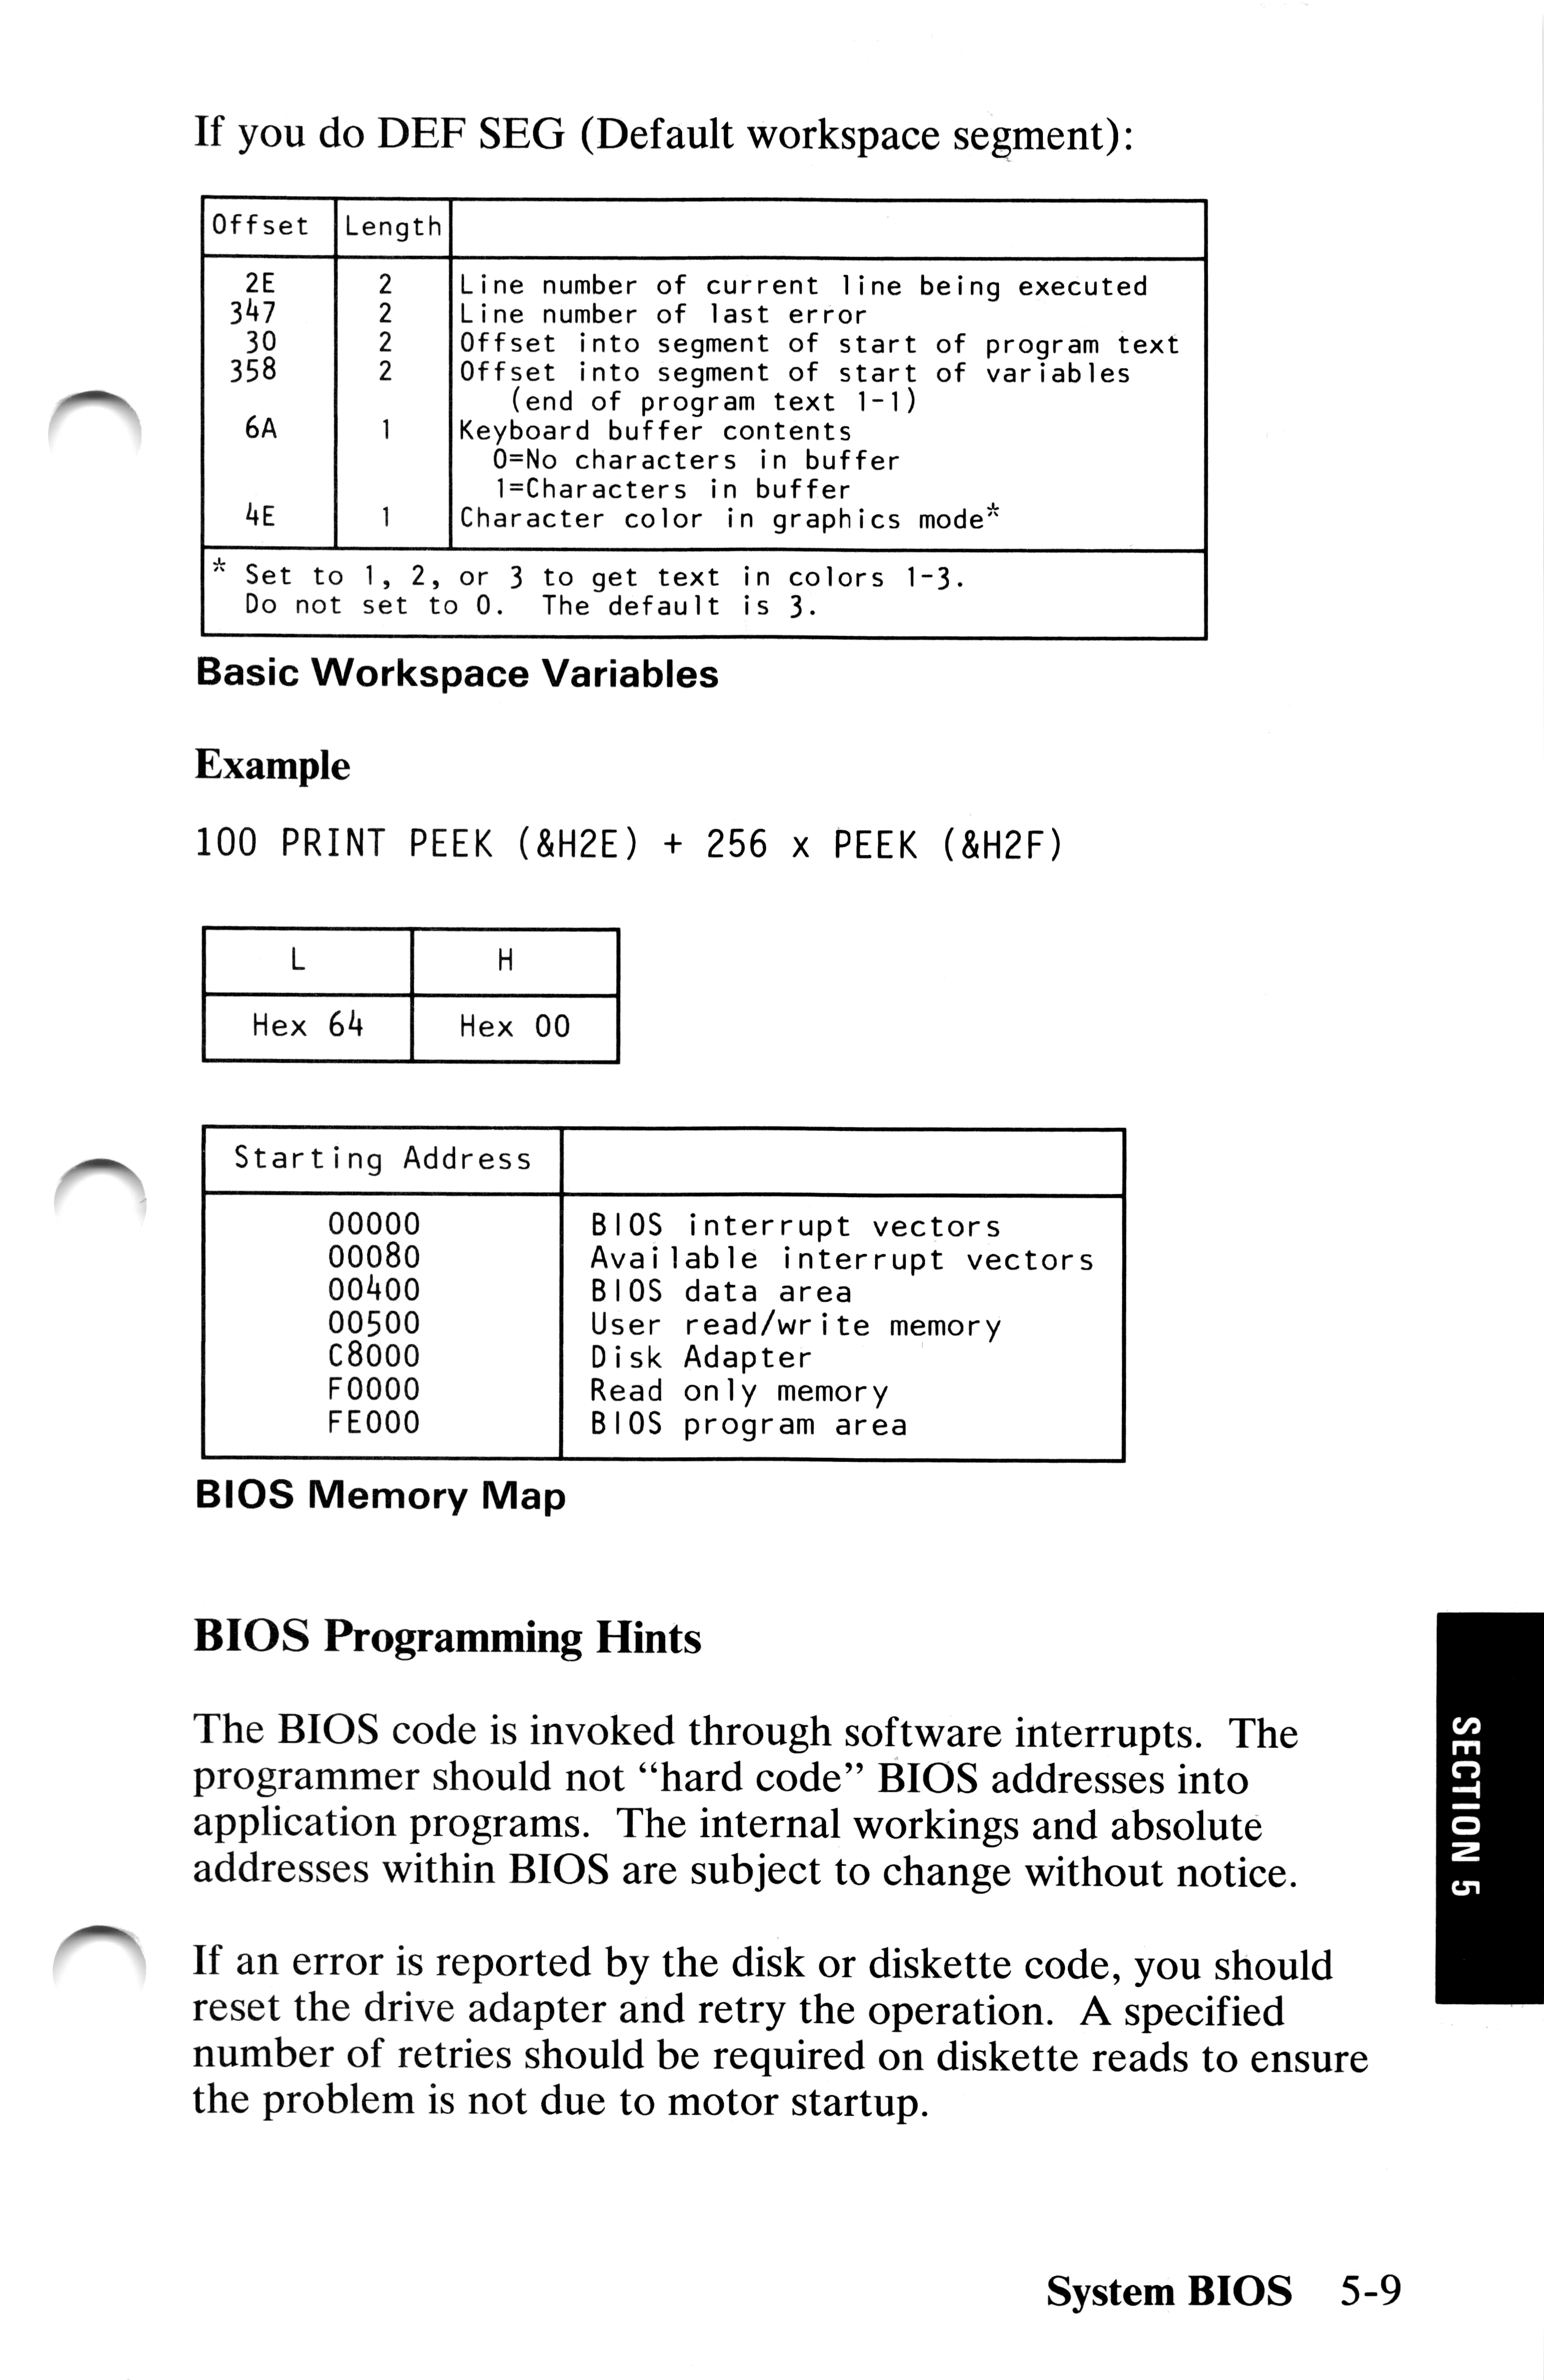 If you do DEF SEG (Default workspace segment):
Offset Length
2E 2 Line number of current line being executed
347 2 Line number of last error
30 2 Offset into segment of start of program text
358 2 Offset into segment of start of variables
(end of program text 1-1)
6A 1 Keyboard buffer contents
0=No characters in buffer
1=Characters in buffer
4E 1 Character color in graphics mode*
* Set to 1, 2, or 3 to get text in colors 1-3.
Do not set to 0. The default is 3.
Basic Workspace Variables
Example
100 PRINT PEEK (&H2E) + 256 x PEEK (&H2F)
L H
Hex 64 Hex 00
Starting Address
00000 BIOS interrupt vectors
00080 Available interrupt vectors
00400 BIOS data area
00500 User read/write memory
C8000 Disk Adapter
F0000 Read only memory
FE000 BIOS program area
BIOS Memory Map
BIOS Programming Hints
The BIOS code is invoked through software interrupts. The
programmer should not “hard code” BIOS addresses into
application programs. The internal workings and absolute
addresses within BIOS are subject to change without notice.
If an error is reported by the disk or diskette code, you should
reset the drive adapter and retry the operation. A specified
number of retries should be required on diskette reads to ensure
the problem is not due to motor startup.
SECTION 5
System BIOS 5-9